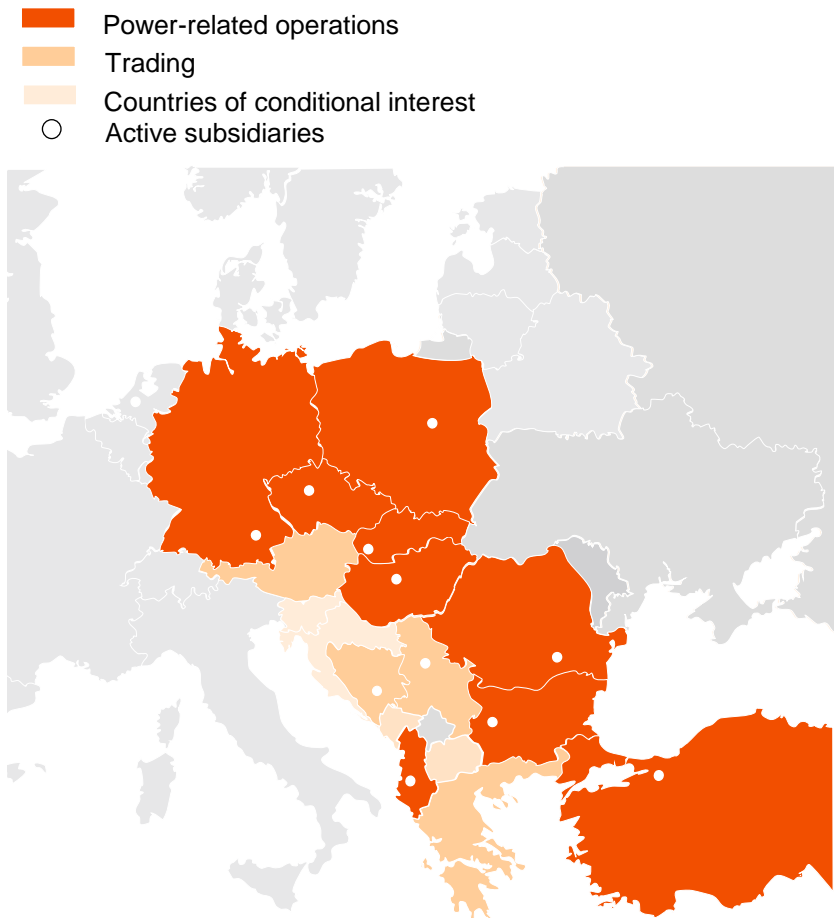 Power-related operations
Trading
Countries of conditional interest
Active subsidiaries